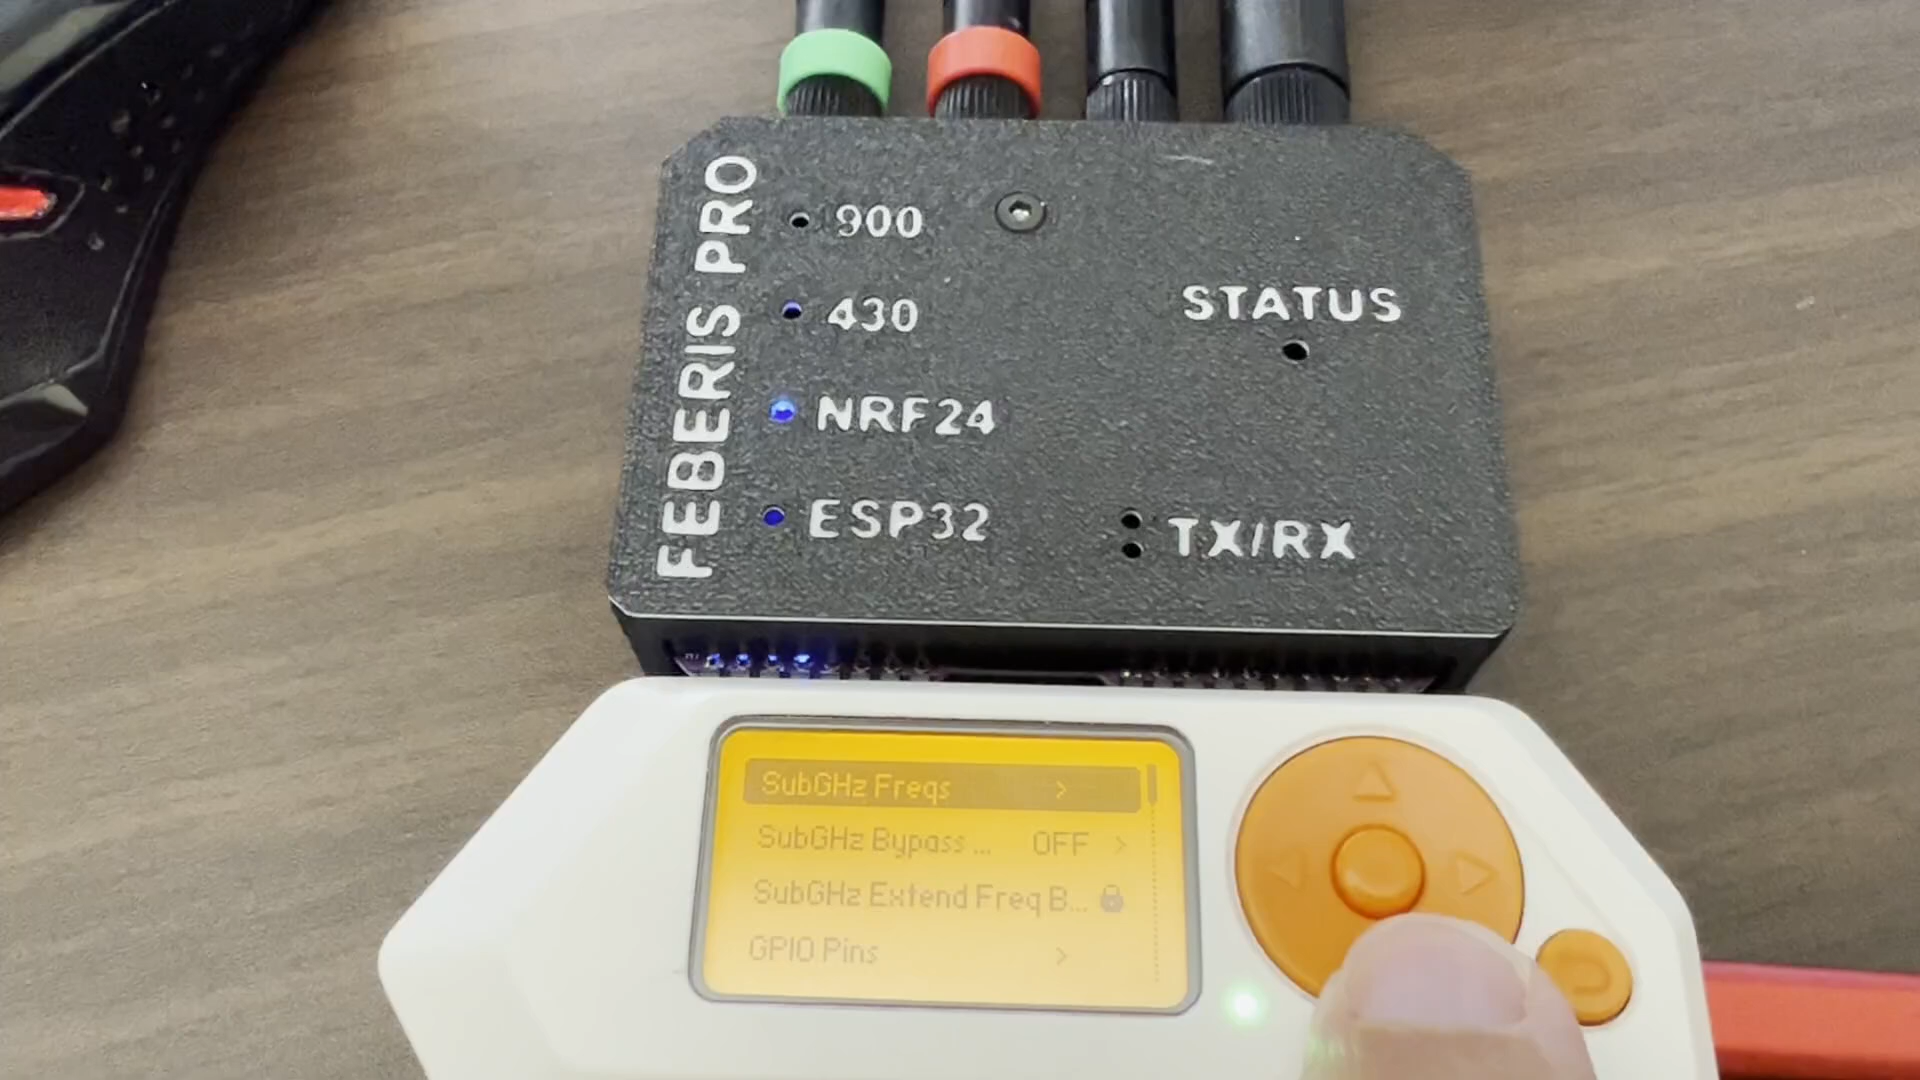 FEBERIS PRO
900
430
NRF24
ESP32
STATUS
TX/RX
SubGHz Freqs >
SubGHz Bypass ... OFF >
SubGHz Extend Freq B...
GPIO Pins >